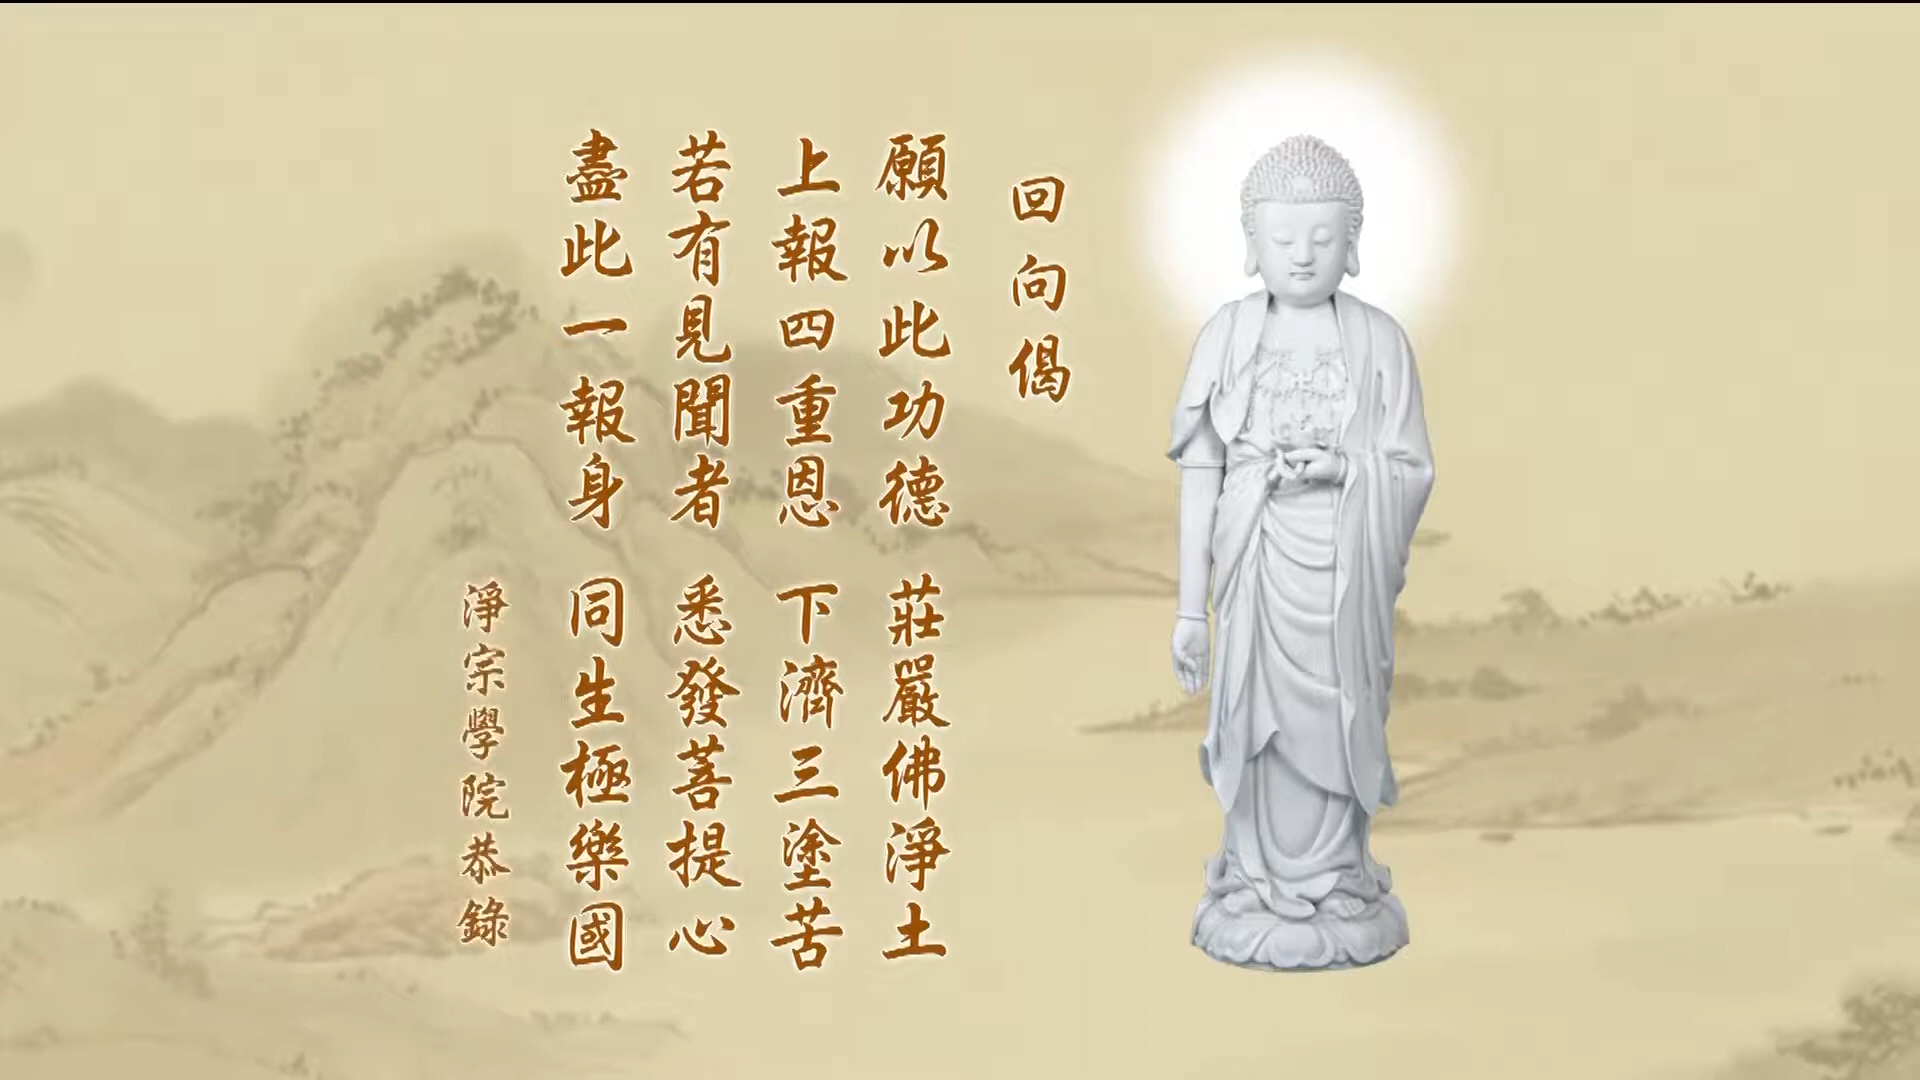 回向偈
願以此功德 莊嚴佛淨土
上報四重恩 下濟三塗苦
若有見聞者 悉發菩提心
盡此一報身 同生極樂國
淨宗學院恭錄